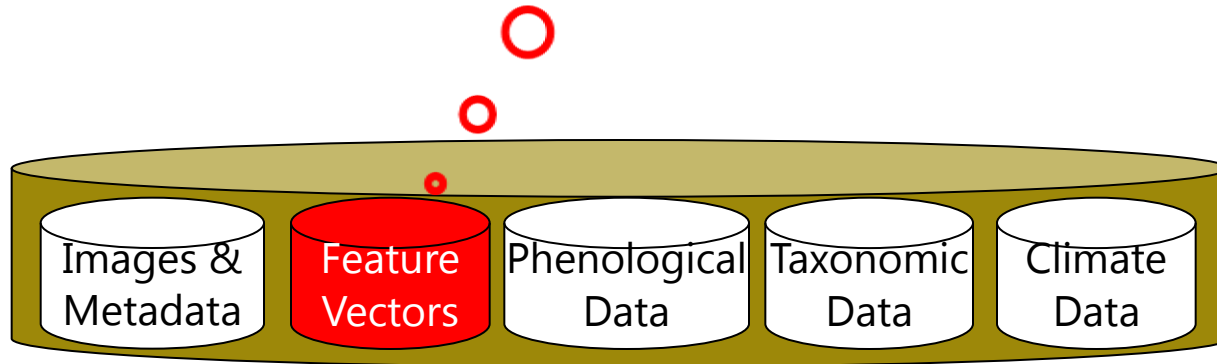 Images &
Metadata
Feature
Vectors
Phenological
Data
Taxonomic
Data
Climate
Data